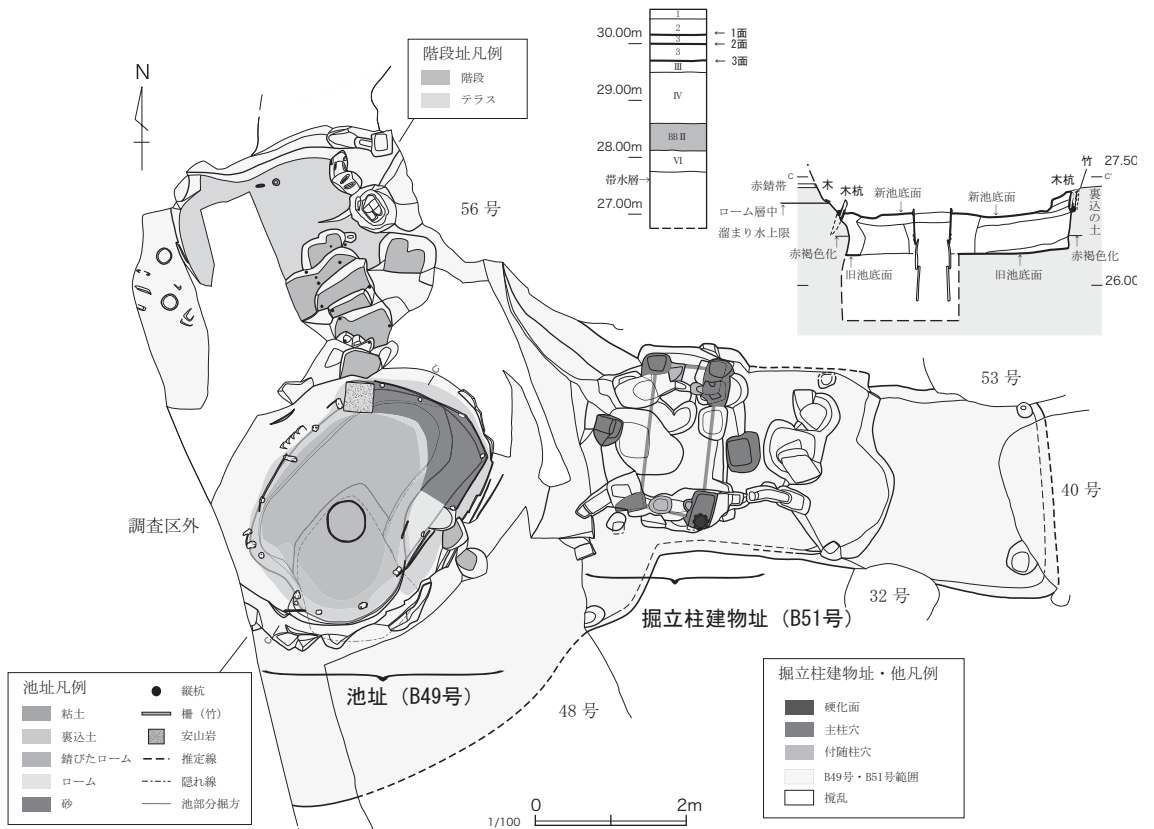 N
階段址凡例
階段
テラス
56 号
30.00m
29.00m
28.00m
帯水層→
27.00m
1
2
3
3
Ⅲ
Ⅳ
BB Ⅱ
Ⅵ
← 1面
← 2面
← 3面
竹
27.50
赤錆帯
C
木
木杭
新池底面
新池底面
木杭
C'
ローム層中
溜まり水上限
裏込の土
赤褐色化
旧池底面
旧池底面
赤褐色化
26.00
C'
53 号
40 号
調査区外
32 号
掘立柱建物址（B51号）
C
池址（B49号）
48 号
池址凡例
粘土
裏込土
錆びたローム
ローム
砂
縦杭
柵（竹）
安山岩
推定線
隠れ線
池部分掘方
掘立柱建物址・他凡例
硬化面
主柱穴
付随柱穴
B49号・B51号範囲
撹乱
0
2m
1/100